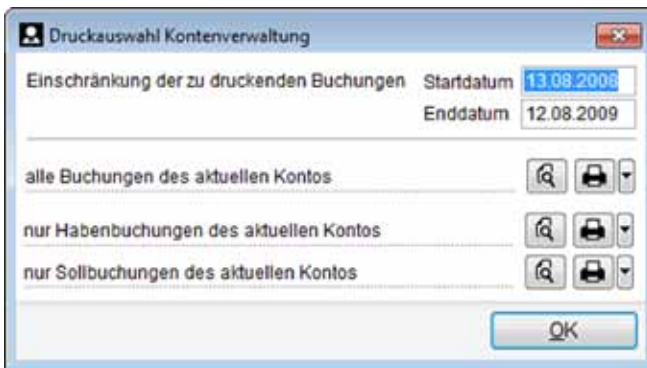 Druckauswahl Kontenverwaltung
Einschränkung der zu druckenden Buchungen Startdatum 13.08.2008
Enddatum 12.08.2009
alle Buchungen des aktuellen Kontos
nur Habenbuchungen des aktuellen Kontos
nur Sollbuchungen des aktuellen Kontos
OK